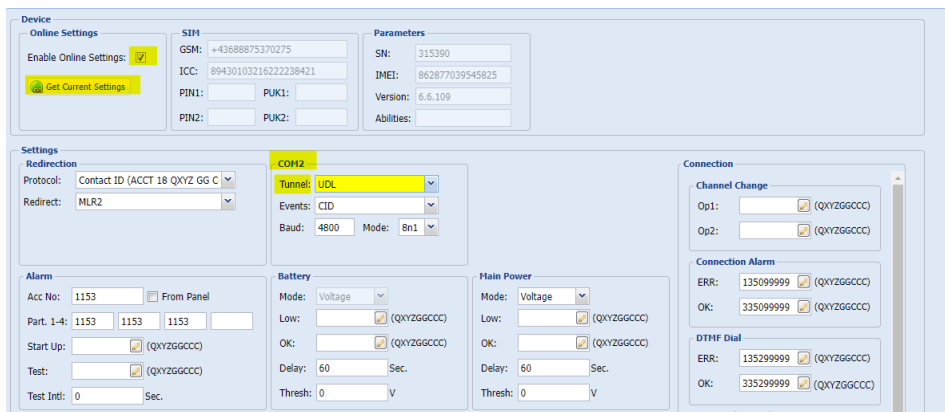 Device
Online Settings
Enable Online Settings:
Get Current Settings
SIM
GSM: +43688875370275
ICC: 89430103216222238421
PIN1: PUK1:
PIN2: PUK2:
Parameters
SN: 315390
IMEI: 862877039545825
Version: 6.6.109
Abilities:
Settings
Redirection
Protocol: Contact ID (ACCT 18 QXYZ GG C
Redirect: MLR2
COM2
Tunnel: UDL
Events: CID
Baud: 4800 Mode: 8n1
Connection
Channel Change
Op1: (QXYZGGCCC)
Op2: (QXYZGGCCC)
Connection Alarm
ERR: 135099999 (QXYZGGCCC)
OK: 335099999 (QXYZGGCCC)
DTMF Dial
ERR: 135299999 (QXYZGGCCC)
OK: 335299999 (QXYZGGCCC)
Alarm
Acc No: 1153 From Panel
Part. 1-4: 1153 1153 1153
Start Up: (QXYZGGCCC)
Test: (QXYZGGCCC)
Test Intl: 0 Sec.
Battery
Mode: Voltage
Low: (QXYZGGCCC)
OK: (QXYZGGCCC)
Delay: 60 Sec.
Thresh: 0 V
Main Power
Mode: Voltage
Low: (QXYZGGCCC)
OK: (QXYZGGCCC)
Delay: 60 Sec.
Thresh: 0 V